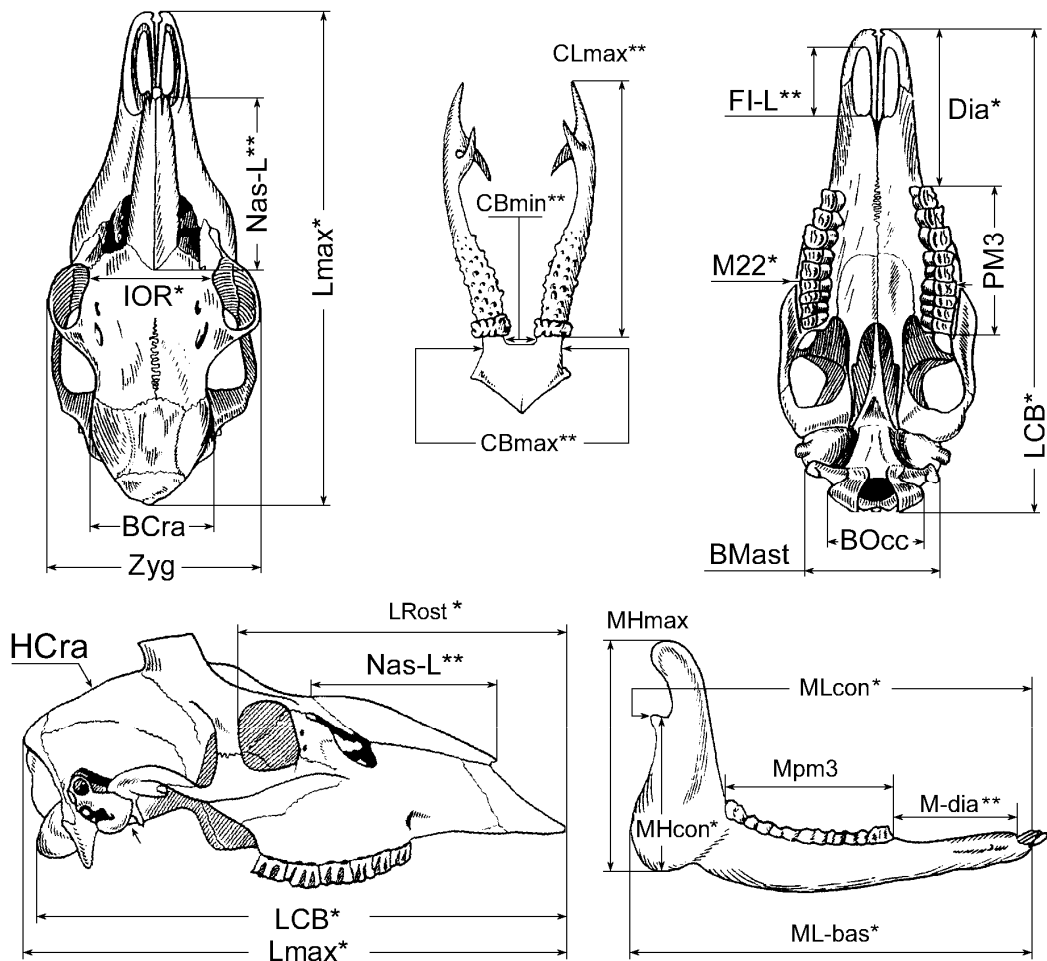 Nas-L**
Lmax*
IOR*
BCra
Zyg
CLmax**
CBmin**
CBmax**
FI-L**
Dia*
M22*
PM3
LCB*
BOcc
BMast
HCra
LRost *
Nas-L**
LCB*
Lmax*
MHmax
MLcon*
Mpm3
M-dia**
MHcon*
ML-bas*